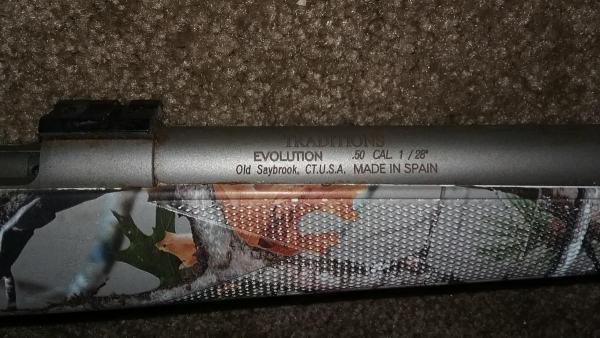 TRADITIONS
EVOLUTION .50 CAL. 1/28"
Old Saybrook, CT.U.S.A. MADE IN SPAIN